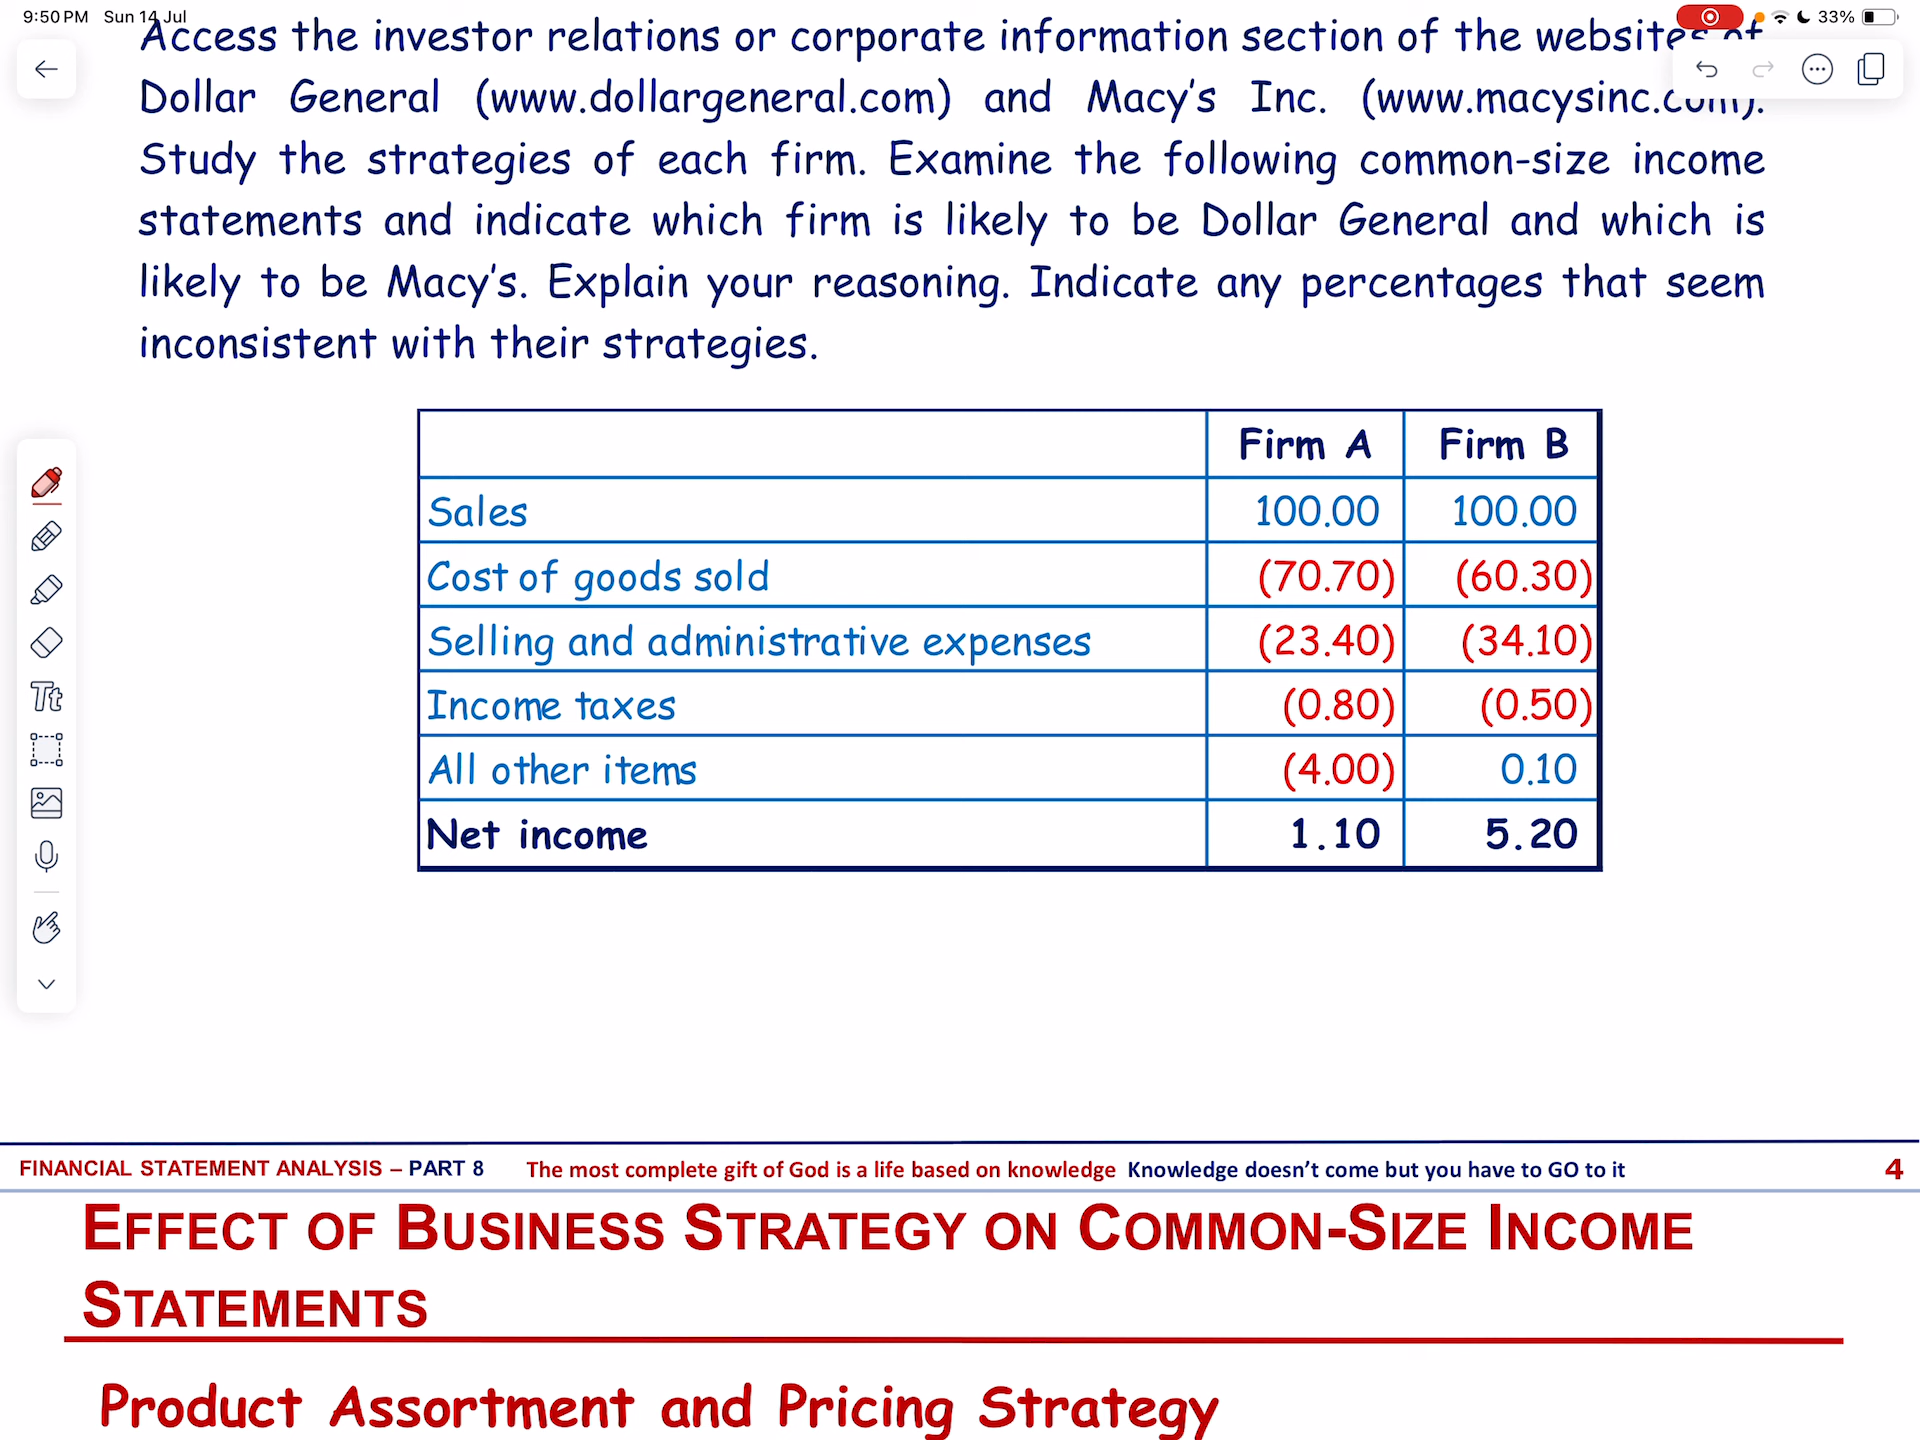 9:50 PM Sun 14 Jul
33%
Access the investor relations or corporate information section of the websites of
Dollar General (www.dollargeneral.com) and Macy's Inc. (www.macysinc.com).
Study the strategies of each firm. Examine the following common-size income
statements and indicate which firm is likely to be Dollar General and which is
likely to be Macy's. Explain your reasoning. Indicate any percentages that seem
inconsistent with their strategies.
Firm A Firm B
Sales 100.00 100.00
Cost of goods sold (70.70) (60.30)
Selling and administrative expenses (23.40) (34.10)
Income taxes (0.80) (0.50)
All other items (4.00) 0.10
Net income 1.10 5.20
Tt
FINANCIAL STATEMENT ANALYSIS – PART 8 The most complete gift of God is a life based on knowledge Knowledge doesn't come but you have to GO to it 4
EFFECT OF BUSINESS STRATEGY ON COMMON-SIZE INCOME
STATEMENTS
Product Assortment and Pricing Strategy